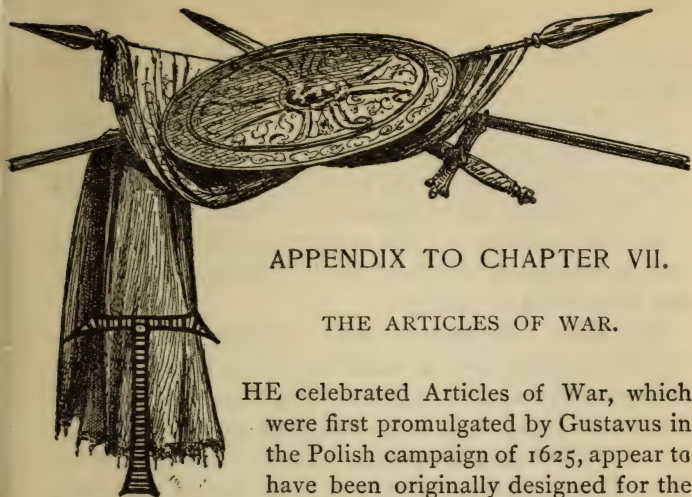 APPENDIX TO CHAPTER VII.
THE ARTICLES OF WAR.
THE celebrated Articles of War, which
were first promulgated by Gustavus in
the Polish campaign of 1625, appear to
have been originally designed for the